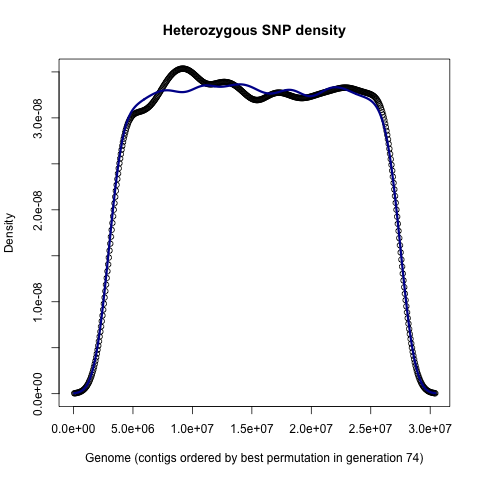 Heterozygous SNP density
Density
3.0e-08
2.0e-08
1.0e-08
0.0e+00
0.0e+00 5.0e+06 1.0e+07 1.5e+07 2.0e+07 2.5e+07 3.0e+07
Genome (contigs ordered by best permutation in generation 74)